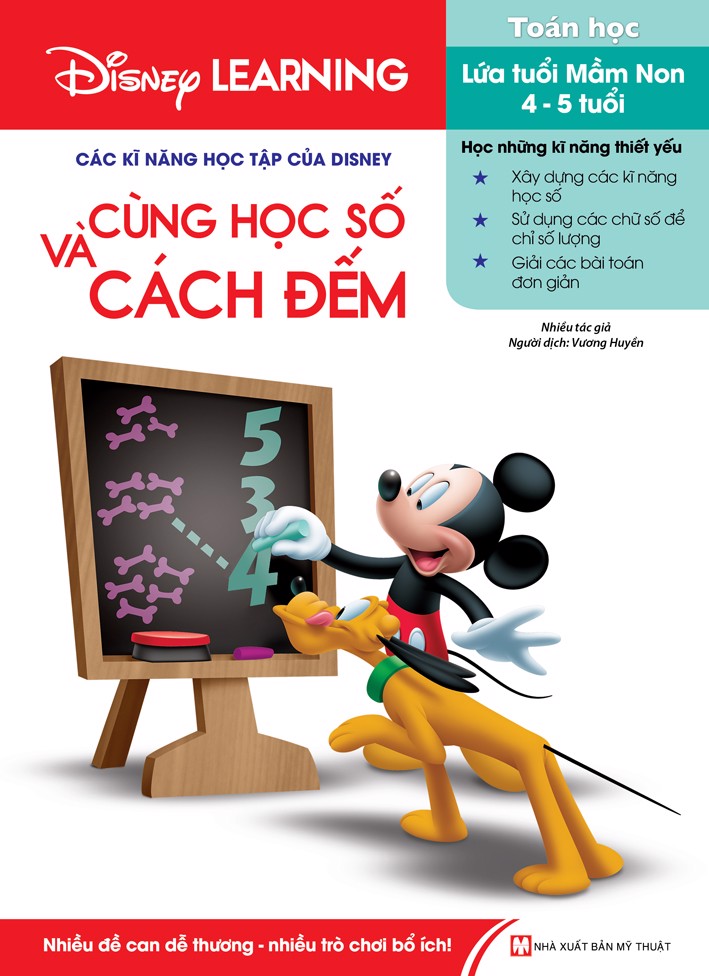 Disney LEARNING
Toán học
Lứa tuổi Mầm Non
4 - 5 tuổi
Học những kĩ năng thiết yếu
Xây dựng các kĩ năng
học số
Sử dụng các chữ số để
chỉ số lượng
Giải các bài toán
đơn giản
CÁC KĨ NĂNG HỌC TẬP CỦA DISNEY
CÙNG HỌC SỐ
VÀ CÁCH ĐẾM
Nhiều tác giả
Người dịch: Vương Huyền
5
3
4
Nhiều đề can dễ thương - nhiều trò chơi bổ ích!
NHÀ XUẤT BẢN MỸ THUẬT